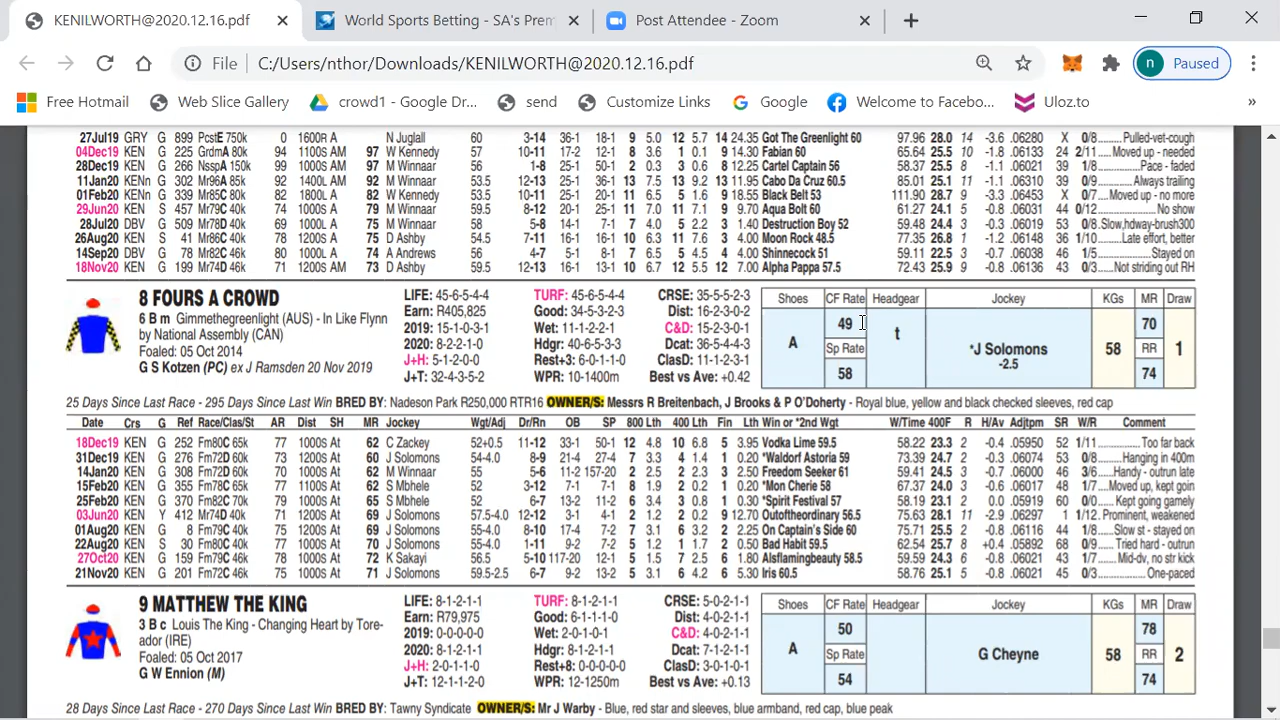 KENILWORTH@2020.12.16.pdf World Sports Betting - SA's Prem Post Attendee - Zoom
File C:/Users/nthor/Downloads/KENILWORTH@2020.12.16.pdf n Paused
Free Hotmail Web Slice Gallery crowd1 - Google Dr... send Customize Links Google Welcome to Facebo... Uloz.to »
27Jul19 GRY G 899 PcstE 750k 0 1600R A N Juglall 60 3-14 36-1 18-1 9 5.0 12 5.7 14 24.35 Got The Greenlight 60 97.96 28.0 14 -3.6 .06280 X 0/8 ......Pulled-vet-cough
04Dec19 KEN G 225 GrdmA 80k 94 1100S AM 97 W Kennedy 57 10-11 17-2 12-1 8 3.6 1 0.1 9 14.30 Fabian 60 65.64 25.5 10 -1.8 .06133 24 2/11 .....Moved up - needed
28Dec19 KEN G 266 NsspA 150k 99 1000S AM 97 M Winnaar 56 1-8 25-1 50-1 2 0.3 3 0.6 8 12.25 Cartel Captain 56 58.37 25.5 8 -1.1 .06021 39 1/8 ...............Pace - faded
11Jan20 KENn G 302 Mr96A 85k 92 1400L AM 92 M Winnaar 53.5 12-13 25-1 36-1 13 7.5 13 9.2 13 11.95 Cabo Da Cruz 60.5 85.01 25.1 13 -1.1 .06310 39 0/9 ............Always trailing
01Feb20 KEN G 339 Mr85C 80k 82 1800L A 82 W Kennedy 53.5 10-11 25-1 25-1 11 6.5 5 1.6 9 18.55 Black Belt 53 111.90 28.7 9 -3.3 .06453 X 0/7 ....Moved up - no more
29Jun20 KEN S 457 Mr90C 40k 74 1000S A 79 M Winnaar 59.5 8-12 20-1 25-1 11 7.0 11 7.1 9 9.70 Aqua Bolt 60 61.27 24.1 5 -0.8 .06031 44 0/12 ..................No show
28Jul20 DBV G 509 Mr78D 40k 69 1000L A 75 M Winnaar 58 5-8 14-1 7-1 7 4.0 5 2.2 3 1.40 Destruction Boy 52 59.48 24.4 3 -0.3 .06019 53 0/8 .Slow,hdway-brush300
26Aug20 KEN S 41 Mr86C 46k 78 1200S A 75 D Ashby 54.5 7-11 16-1 16-1 10 6.3 11 7.6 3 4.00 Moon Rock 48.5 77.35 26.8 1 -1.2 .06148 36 1/10 ..........Late effort, better
14Sep20 DBV G 78 Mr82C 46k 80 1000L A 74 A Andrews 56 4-7 5-1 8-1 7 6.5 5 4.5 4 4.00 Shinnecock 51 59.11 22.5 3 -0.7 .06038 46 1/5 ....................Stayed on
18Nov20 KEN G 199 Mr74D 46k 71 1200S AM 73 D Ashby 59.5 12-13 16-1 13-1 10 6.7 12 5.5 12 7.00 Alpha Pappa 57.5 72.43 25.9 9 -0.8 .06136 43 0/3 .......Not striding out RH
8 FOURS A CROWD
6 B m Gimmethegreenlight (AUS) - In Like Flynn
by National Assembly (CAN)
Foaled: 05 Oct 2014
G S Kotzen (PC) ex J Ramsden 20 Nov 2019
LIFE: 45-6-5-4-4 TURF: 45-6-5-4-4 CRSE: 35-5-5-2-3
Earn: R405,825 Good: 34-5-3-2-3 Dist: 16-2-3-0-2
2019: 15-1-0-3-1 Wet: 11-1-2-2-1 C&D: 15-2-3-0-1
2020: 8-2-2-1-0 Hdgr: 40-6-5-3-3 Dcat: 36-5-4-4-3
J+H: 5-1-2-0-0 Rest+3: 6-0-1-1-0 ClasD: 11-1-2-3-1
J+T: 32-4-3-5-2 WPR: 10-1400m Best vs Ave: +0.42
Shoes CF Rate Headgear Jockey KGs MR Draw
A 49 t *J Solomons -2.5 58 70 1
Sp Rate RR
58 74
25 Days Since Last Race - 295 Days Since Last Win BRED BY: Nadeson Park R250,000 RTR16 OWNER/S: Messrs R Breitenbach, J Brooks & P O'Doherty - Royal blue, yellow and black checked sleeves, red cap
Date Crs G Ref Race/Clas/St AR Dist SH MR Jockey Wgt/Adj Dr/Rn OB SP 800 Lth 400 Lth Fin Lth Win or *2nd Wgt W/Time 400F R H/Av Adjtpm SR W/R Comment
18Dec19 KEN G 252 Fm80C 65k 77 1000S At 62 C Zackey 52+0.5 11-12 33-1 50-1 12 4.8 10 6.8 5 3.95 Vodka Lime 59.5 58.22 23.3 2 -0.4 .05950 52 1/11 ................Too far back
31Dec19 KEN G 276 Fm72D 60k 73 1200S At 60 J Solomons 54-4.0 8-9 9-1 27-4 7 3.3 4 1.4 1 0.20 *Waldorf Astoria 59 73.39 24.7 2 -0.3 .06074 53 0/8 .........Hanging in 400m
14Jan20 KEN G 308 Fm74D 60k 70 1000S At 62 M Winnaar 55 5-6 11-2 157-20 2 2.5 2 2.3 3 2.50 Freedom Seeker 61 59.41 24.5 3 -0.7 .06000 46 3/6 .....Handy - outrun late
15Feb20 KEN G 355 Fm78C 65k 77 1100S At 62 S Mbhele 52 3-12 7-1 7-1 8 1.9 2 0.2 1 0.20 *Mon Cherie 58 67.37 24.0 3 -0.6 .06017 48 1/7 ....Moved up, kept goin
25Feb20 KEN G 370 Fm82C 70k 79 1000S At 65 S Mbhele 52 6-7 13-2 11-2 6 3.4 3 0.8 1 0.30 *Spirit Festival 57 58.19 23.1 2 0.0 .05919 60 0/0 ......Kept going gamely
03Jun20 KEN Y 412 Mr74D 40k 71 1200S At 69 J Solomons 57.5-4.0 12-12 3-1 4-1 2 1.2 2 0.2 9 12.70 Outoftheordinary 56.5 75.63 28.1 11 -2.9 .06297 1 1/12 .Prominent, weakened
01Aug20 KEN G 8 Fm79C 40k 71 1200S At 69 J Solomons 55-4.0 8-10 17-4 7-2 7 3.1 6 3.2 2 2.25 On Captain's Side 60 75.71 25.5 2 -0.8 .06116 44 1/8 .....Slow st - stayed on
22Aug20 KEN S 30 Fm79C 40k 77 1000S At 70 J Solomons 55-4.0 1-11 9-2 9-2 5 1.2 1 1.7 2 0.50 Bad Habit 59.5 62.54 25.7 8 +0.4 .05892 68 0/9 .......Tried hard - outrun
27Oct20 KEN G 159 Fm79C 46k 78 1000S At 72 K Sakayi 56.5 5-10 117-20 12-1 5 1.5 7 2.5 6 1.80 Alsflamingbeauty 58.5 59.59 24.3 6 -0.8 .06021 43 1/7 .......Mid-dv, no str kick
21Nov20 KEN G 201 Fm72C 46k 75 1000S At 71 J Solomons 59.5-2.5 6-7 9-2 13-2 5 3.1 6 4.2 6 5.30 Iris 60.5 58.76 25.1 5 -0.8 .06021 45 0/3 .................One-paced
9 MATTHEW THE KING
3 B c Louis The King - Changing Heart by Tore-
ador (IRE)
Foaled: 05 Oct 2017
G W Ennion (M)
LIFE: 8-1-2-1-1 TURF: 8-1-2-1-1 CRSE: 5-0-2-1-1
Earn: R79,975 Good: 6-1-1-1-0 Dist: 4-0-2-1-1
2019: 0-0-0-0-0 Wet: 2-0-1-0-1 C&D: 4-0-2-1-1
2020: 8-1-2-1-1 Hdgr: 8-1-2-1-1 Dcat: 7-1-2-1-1
J+H: 2-0-1-1-0 Rest+8: 0-0-0-0-0 ClasD: 3-0-1-0-1
J+T: 12-1-1-2-0 WPR: 12-1250m Best vs Ave: +0.13
Shoes CF Rate Headgear Jockey KGs MR Draw
A 50 G Cheyne 58 78 2
Sp Rate RR
54 74
28 Days Since Last Race - 270 Days Since Last Win BRED BY: Tawny Syndicate OWNER/S: Mr J Warby - Blue, red star and sleeves, blue armband, red cap, blue peak